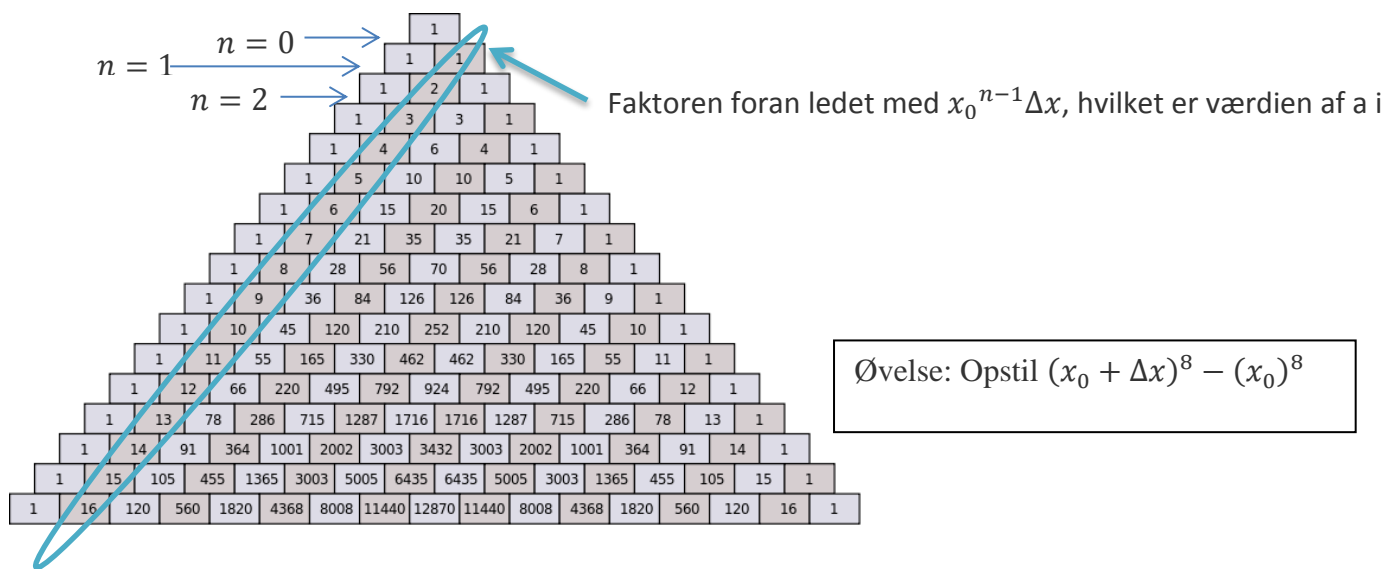 1
n = 0
1 1
n = 1
1 2 1
n = 2
Faktoren foran ledet med x₀ⁿ⁻¹Δx, hvilket er værdien af a i
1 3 3 1
1 4 6 4 1
1 5 10 10 5 1
1 6 15 20 15 6 1
1 7 21 35 35 21 7 1
1 8 28 56 70 56 28 8 1
1 9 36 84 126 126 84 36 9 1
1 10 45 120 210 252 210 120 45 10 1
1 11 55 165 330 462 462 330 165 55 11 1
Øvelse: Opstil (x₀ + Δx)⁸ − (x₀)⁸
1 12 66 220 495 792 924 792 495 220 66 12 1
1 13 78 286 715 1287 1716 1716 1287 715 286 78 13 1
1 14 91 364 1001 2002 3003 3432 3003 2002 1001 364 91 14 1
1 15 105 455 1365 3003 5005 6435 6435 5005 3003 1365 455 105 15 1
1 16 120 560 1820 4368 8008 11440 12870 11440 8008 4368 1820 560 120 16 1